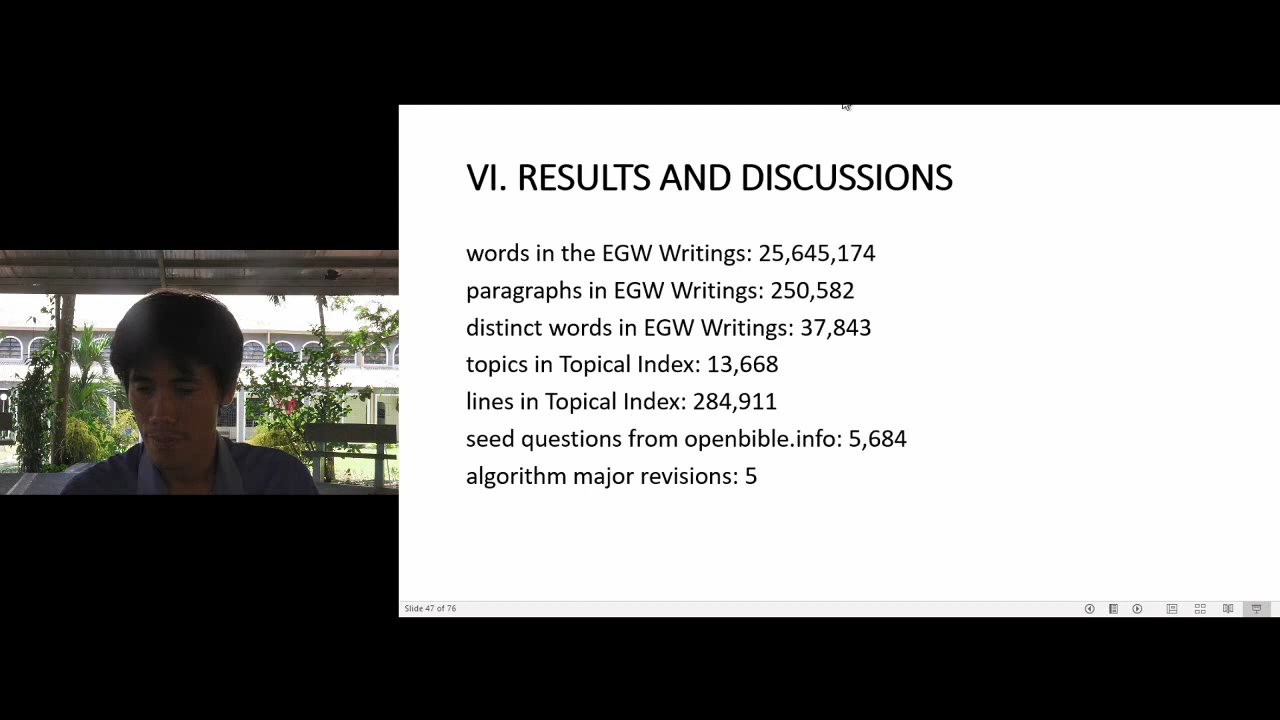 VI. RESULTS AND DISCUSSIONS
words in the EGW Writings: 25,645,174
paragraphs in EGW Writings: 250,582
distinct words in EGW Writings: 37,843
topics in Topical Index: 13,668
lines in Topical Index: 284,911
seed questions from openbible.info: 5,684
algorithm major revisions: 5
Slide 47 of 76